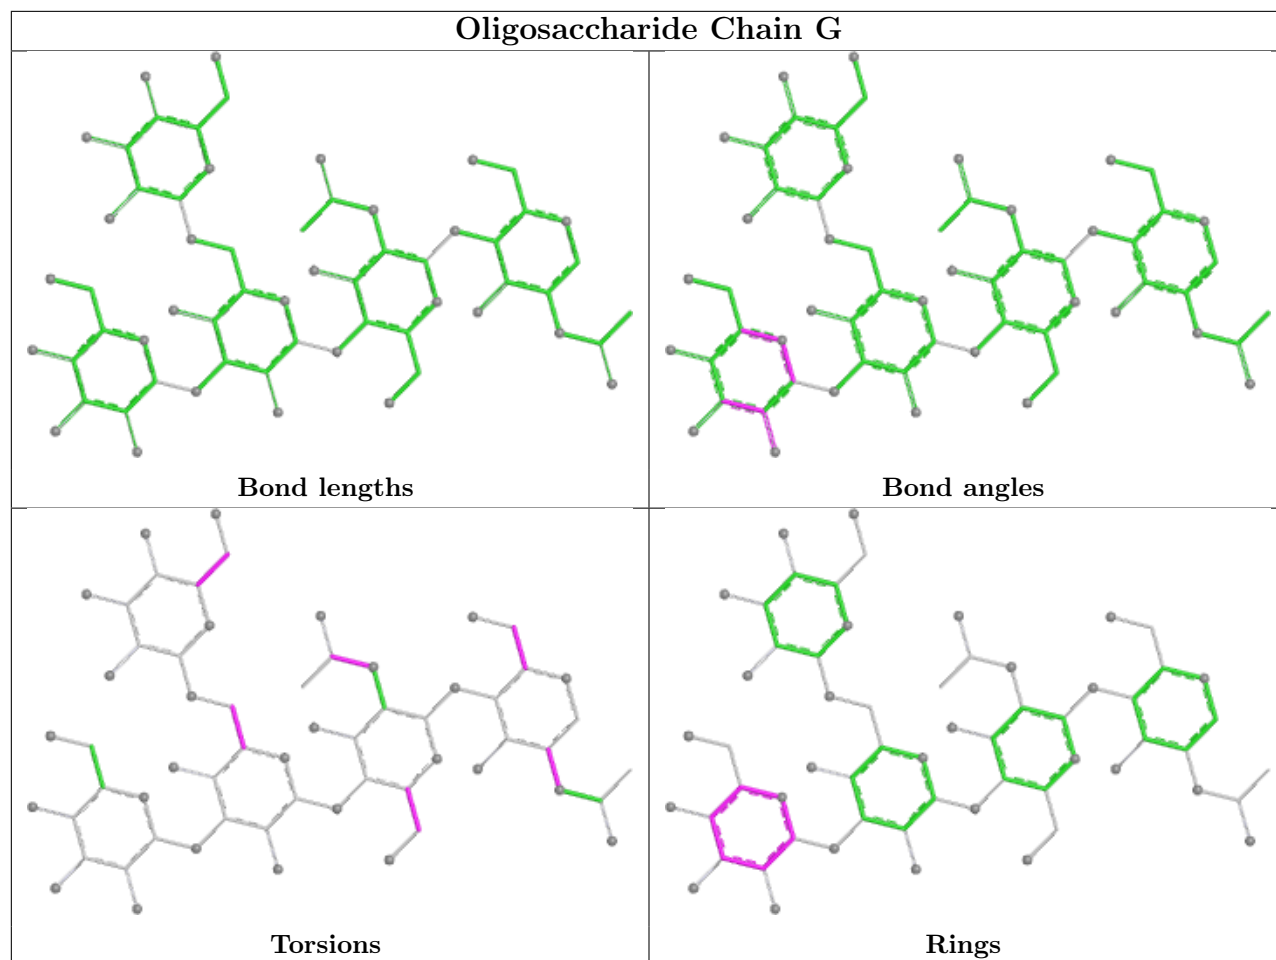 Oligosaccharide Chain G
Bond lengths
Bond angles
Torsions
Rings